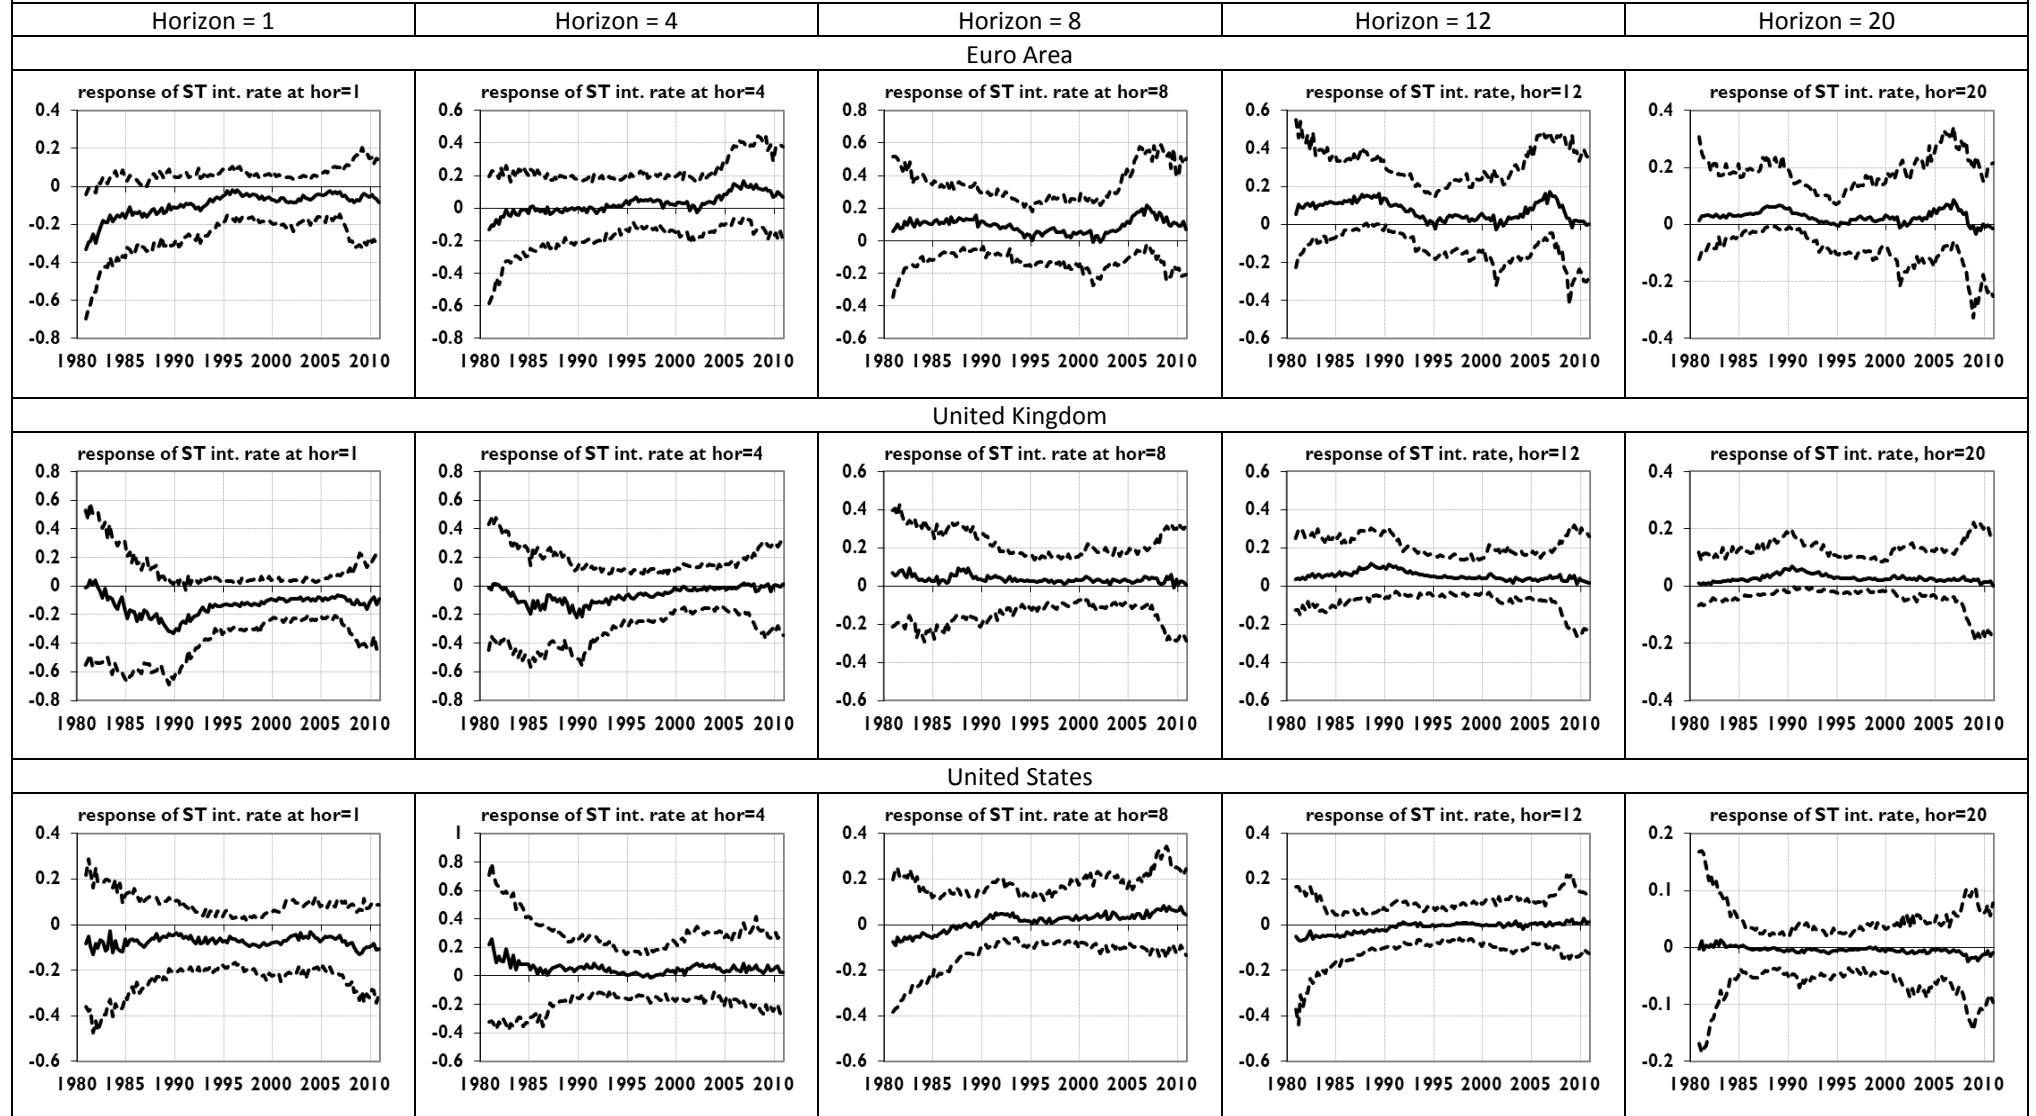 Horizon = 1 Horizon = 4 Horizon = 8 Horizon = 12 Horizon = 20
Euro Area
response of ST int. rate at hor=1 response of ST int. rate at hor=4 response of ST int. rate at hor=8 response of ST int. rate, hor=12 response of ST int. rate, hor=20
0.4 0.6 0.8 0.6 0.4
0.2 0.4 0.6 0.4 0.2
0 0.2 0.4 0.2 0
-0.2 0 0.2 0 -0.2
-0.4 -0.2 0 -0.2 -0.4
-0.6 -0.4 -0.2 -0.4
-0.8 -0.6 -0.4 -0.6
-0.8 -0.6
1980 1985 1990 1995 2000 2005 2010 1980 1985 1990 1995 2000 2005 2010 1980 1985 1990 1995 2000 2005 2010 1980 1985 1990 1995 2000 2005 2010 1980 1985 1990 1995 2000 2005 2010
United Kingdom
response of ST int. rate at hor=1 response of ST int. rate at hor=4 response of ST int. rate at hor=8 response of ST int. rate, hor=12 response of ST int. rate, hor=20
0.8 0.8 0.6 0.6 0.4
0.6 0.6 0.4 0.4 0.2
0.4 0.4 0.2 0.2 0
0.2 0.2 0 0 -0.2
0 0 -0.2 -0.2 -0.4
-0.2 -0.2 -0.4 -0.4
-0.4 -0.4 -0.6 -0.6
-0.6 -0.6
-0.8 -0.8
1980 1985 1990 1995 2000 2005 2010 1980 1985 1990 1995 2000 2005 2010 1980 1985 1990 1995 2000 2005 2010 1980 1985 1990 1995 2000 2005 2010 1980 1985 1990 1995 2000 2005 2010
United States
response of ST int. rate at hor=1 response of ST int. rate at hor=4 response of ST int. rate at hor=8 response of ST int. rate, hor=12 response of ST int. rate, hor=20
0.4 1 0.4 0.4 0.2
0.2 0.8 0.2 0.2 0.1
0 0.6 0 0 0
-0.2 0.4 -0.2 -0.2 -0.1
-0.4 0.2 -0.4 -0.4 -0.2
-0.6 0 -0.6 -0.6
-0.2
-0.4
-0.6
1980 1985 1990 1995 2000 2005 2010 1980 1985 1990 1995 2000 2005 2010 1980 1985 1990 1995 2000 2005 2010 1980 1985 1990 1995 2000 2005 2010 1980 1985 1990 1995 2000 2005 2010